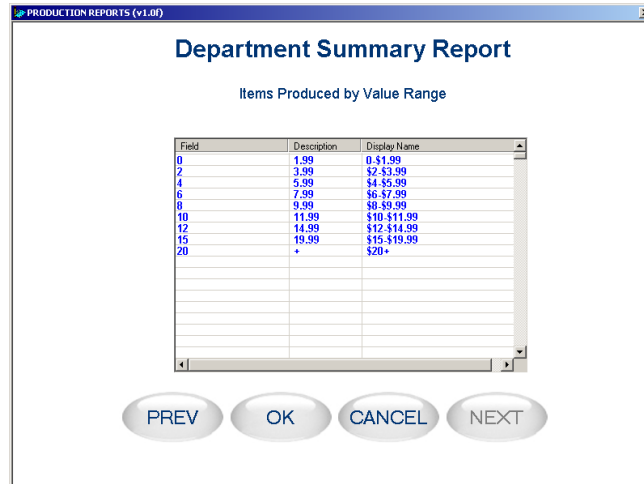 PRODUCTION REPORTS (v1.0f)
Department Summary Report
Items Produced by Value Range
Field Description Display Name
0 1.99 0-$1.99
2 3.99 $2-$3.99
4 5.99 $4-$5.99
6 7.99 $6-$7.99
8 9.99 $8-$9.99
10 11.99 $10-$11.99
12 14.99 $12-$14.99
15 19.99 $15-$19.99
20 + $20+
PREV OK CANCEL NEXT